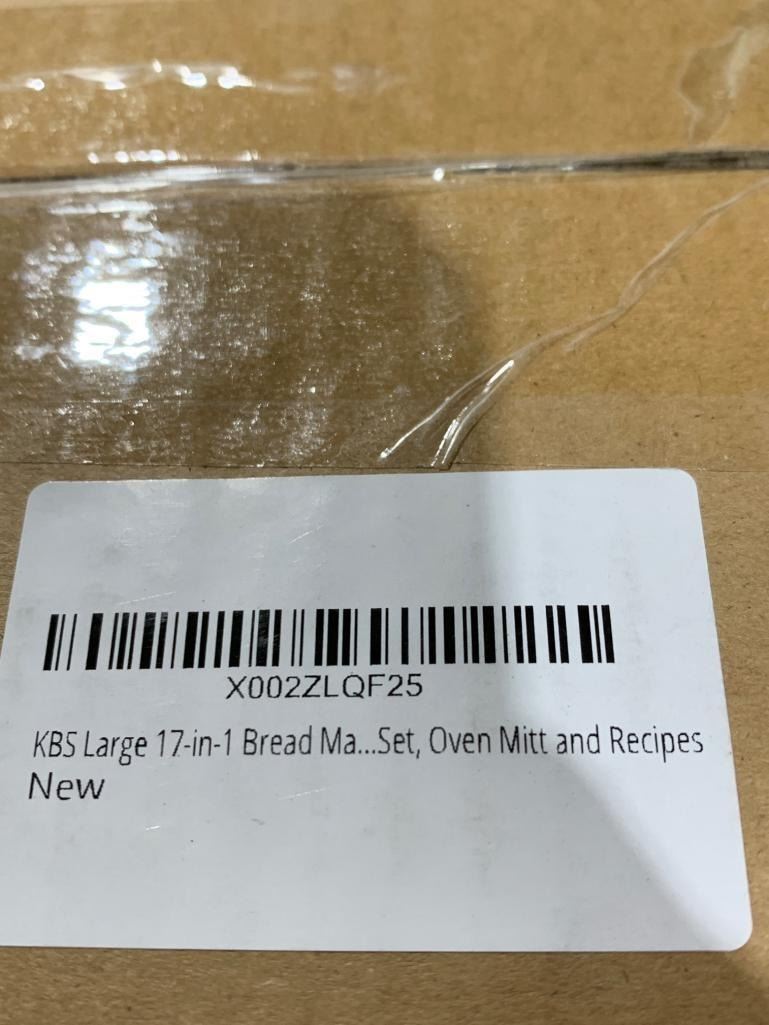 X002ZLQF25
KBS Large 17-in-1 Bread Ma...Set, Oven Mitt and Recipes
New